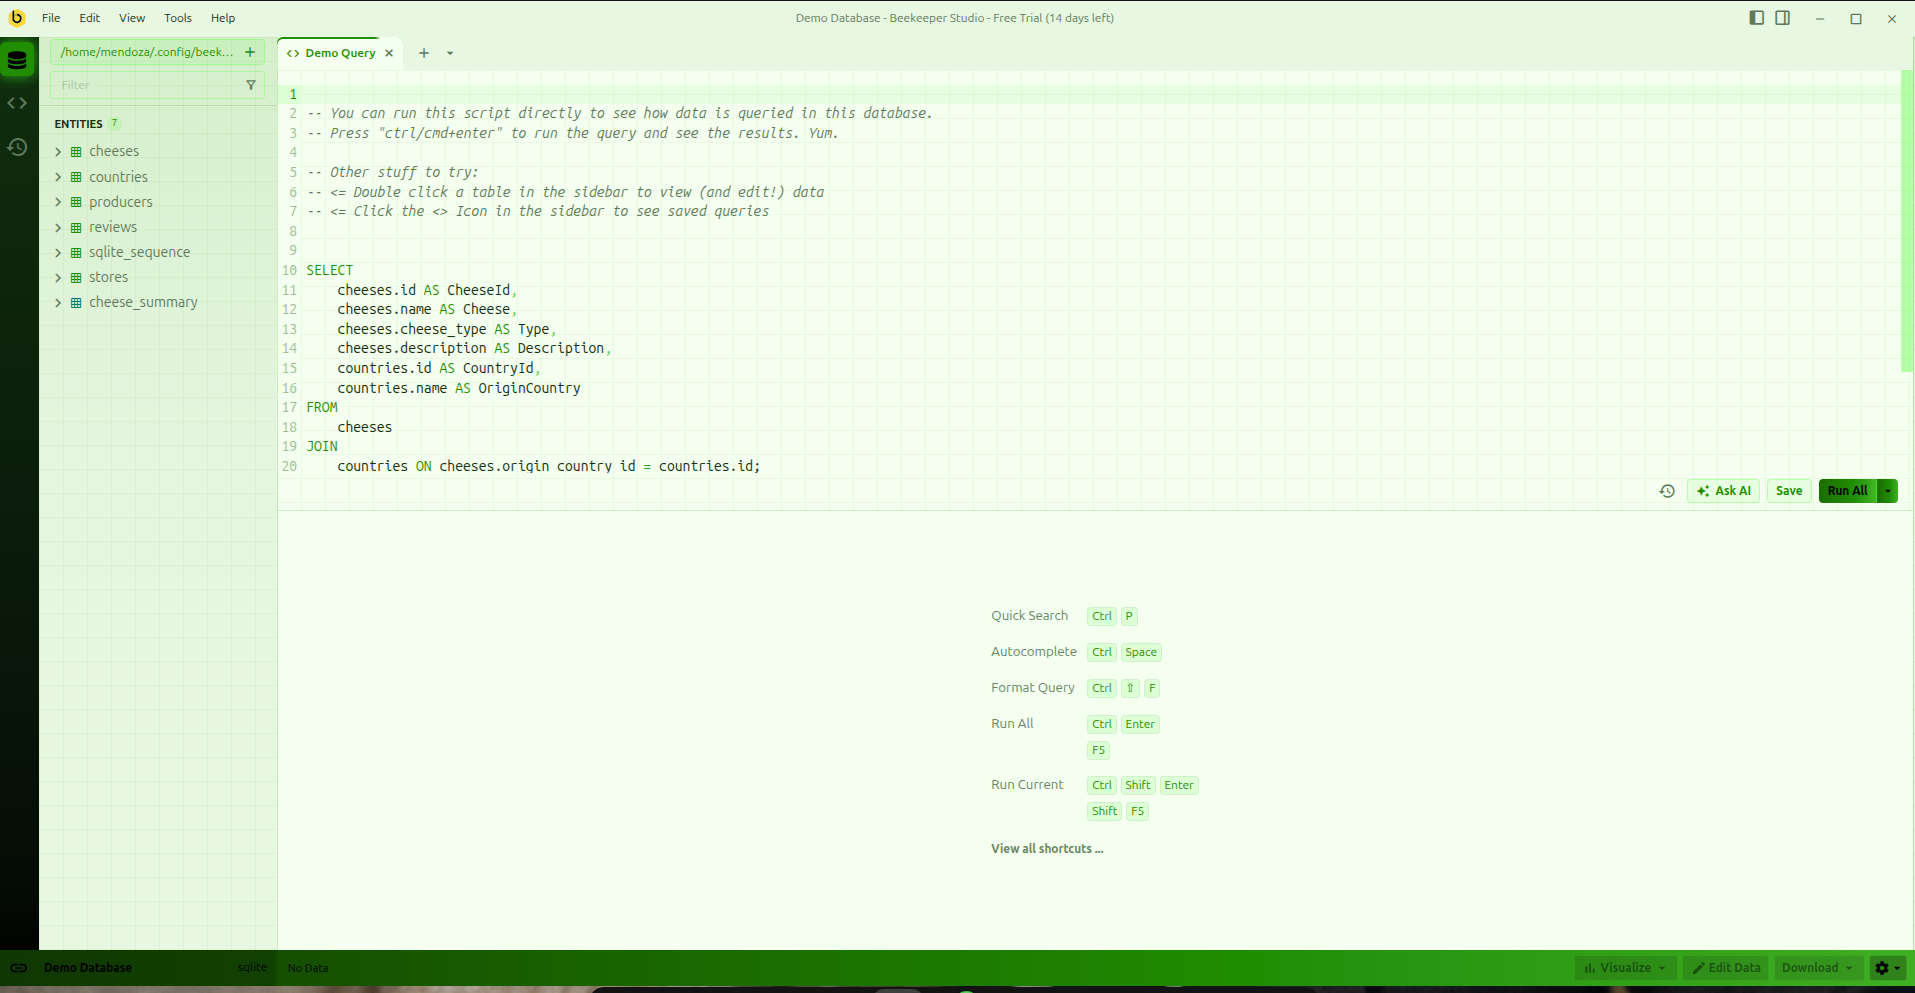 File Edit View Tools Help
Demo Database - Beekeeper Studio - Free Trial (14 days left)
/home/mendoza/.config/beek... +
Filter
ENTITIES 7
cheeses
countries
producers
reviews
sqlite_sequence
stores
cheese_summary
<> Demo Query × +
1
2 -- You can run this script directly to see how data is queried in this database.
3 -- Press "ctrl/cmd+enter" to run the query and see the results. Yum.
4
5 -- Other stuff to try:
6 -- <= Double click a table in the sidebar to view (and edit!) data
7 -- <= Click the <> Icon in the sidebar to see saved queries
8
9
10 SELECT
11 cheeses.id AS CheeseId,
12 cheeses.name AS Cheese,
13 cheeses.cheese_type AS Type,
14 cheeses.description AS Description,
15 countries.id AS CountryId,
16 countries.name AS OriginCountry
17 FROM
18 cheeses
19 JOIN
20 countries ON cheeses.origin_country_id = countries.id;
Ask AI Save Run All
Quick Search Ctrl P
Autocomplete Ctrl Space
Format Query Ctrl ⇧ F
Run All Ctrl Enter
F5
Run Current Ctrl Shift Enter
Shift F5
View all shortcuts ...
Demo Database sqlite No Data Visualize Edit Data Download